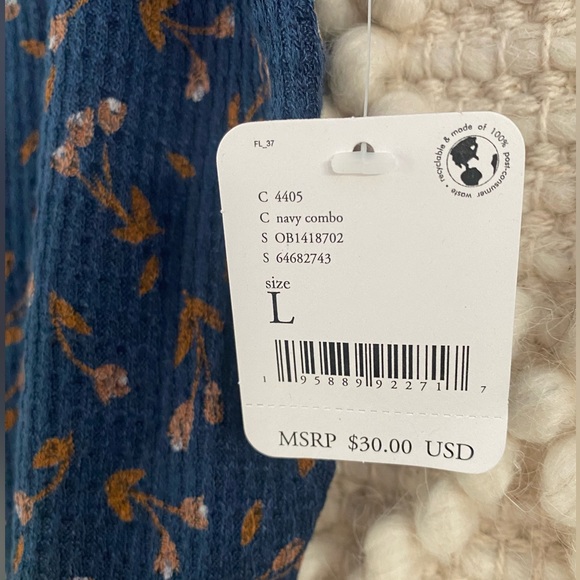 FL_37
recyclable & made of 100% post-consumer waste •
C 4405
C navy combo
S OB1418702
S 64682743
size
L
1 95889 92271 7
MSRP $30.00 USD